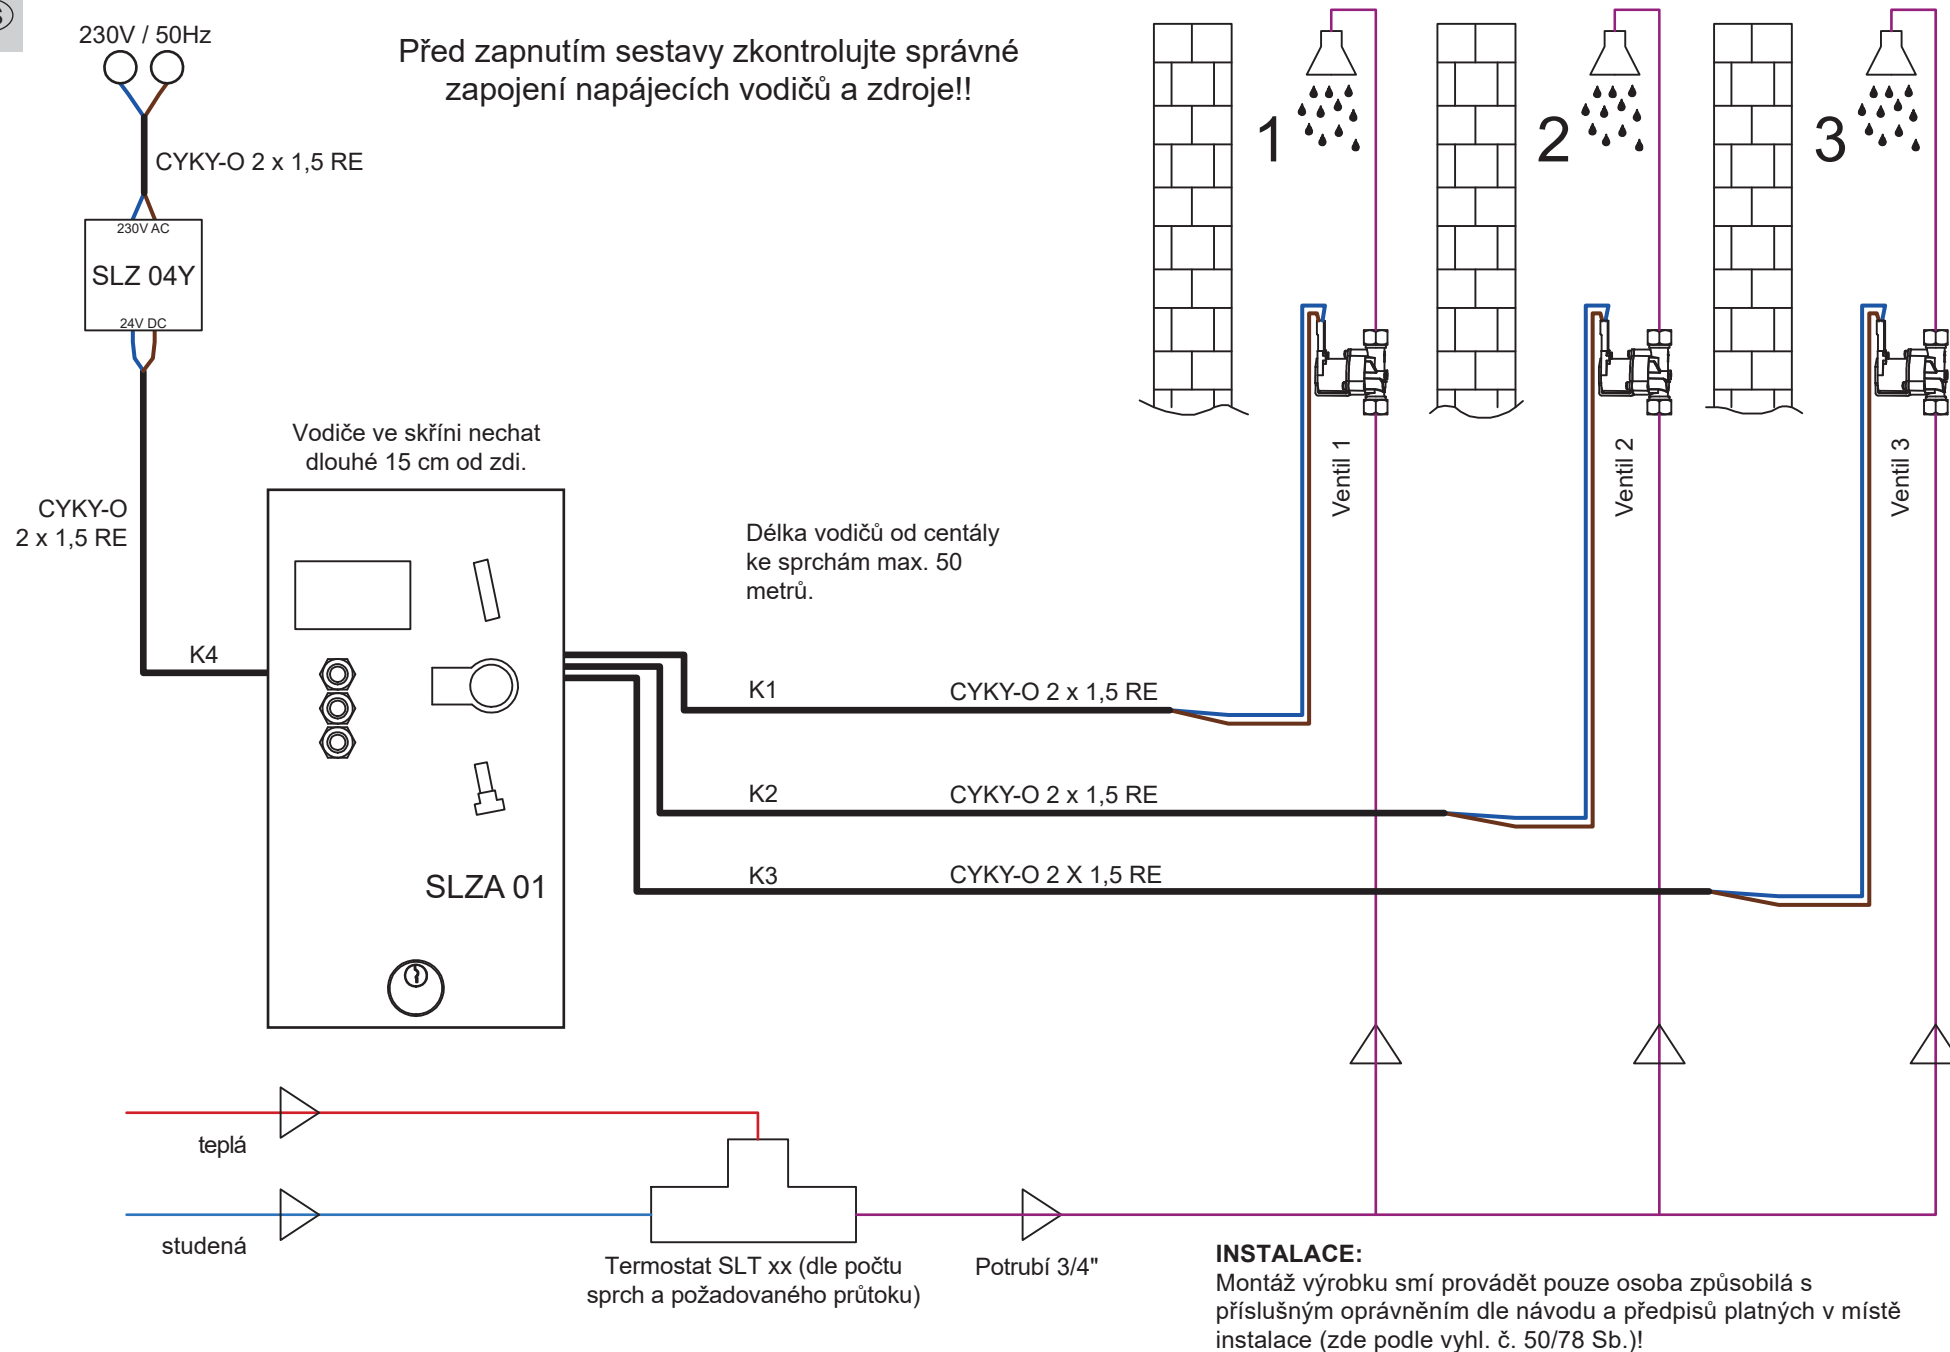 230V / 50Hz
Před zapnutím sestavy zkontrolujte správné
zapojení napájecích vodičů a zdroje!!
1
2
3
CYKY-O 2 x 1,5 RE
230V AC
SLZ 04Y
24V DC
Vodiče ve skříni nechat
dlouhé 15 cm od zdi.
CYKY-O
2 x 1,5 RE
Délka vodičů od centály
ke sprchám max. 50
metrů.
Ventil 1
Ventil 2
Ventil 3
K4
K1
CYKY-O 2 x 1,5 RE
K2
CYKY-O 2 x 1,5 RE
K3
CYKY-O 2 X 1,5 RE
SLZA 01
teplá
studená
Termostat SLT xx (dle počtu
sprch a požadovaného průtoku)
Potrubí 3/4"
INSTALACE:
Montáž výrobku smí provádět pouze osoba způsobilá s
příslušným oprávněním dle návodu a předpisů platných v místě
instalace (zde podle vyhl. č. 50/78 Sb.)!